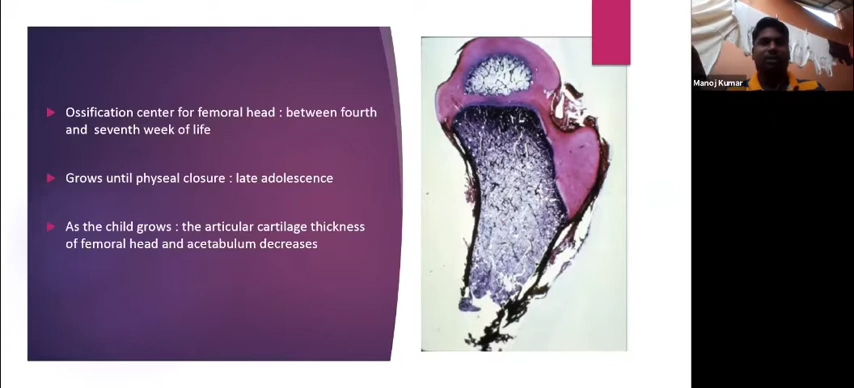 Ossification center for femoral head : between fourth
and seventh week of life
Grows until physeal closure : late adolescence
As the child grows : the articular cartilage thickness
of femoral head and acetabulum decreases
Manoj Kumar